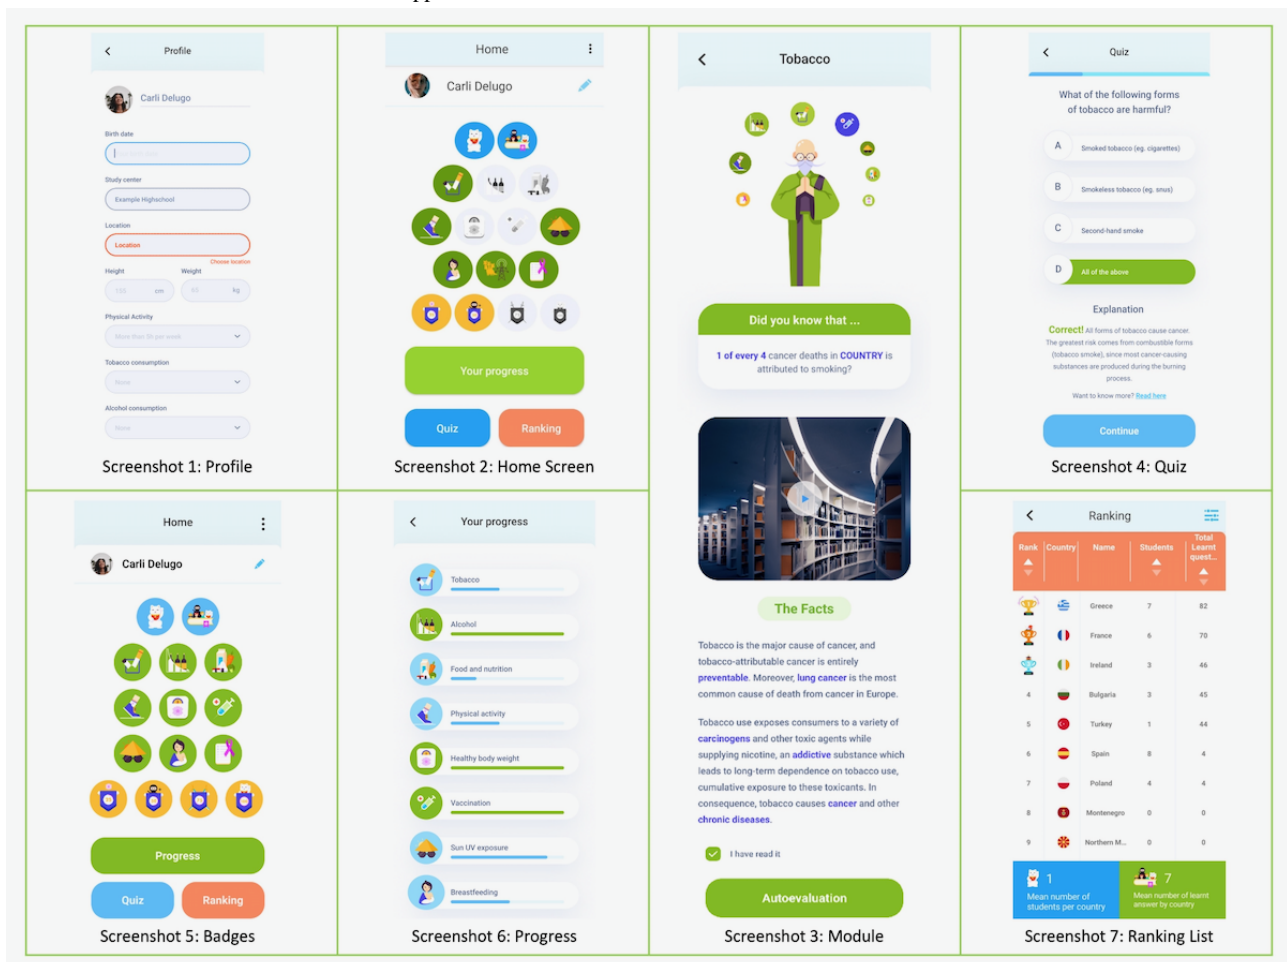 Profile
Carli Delugo
Birth date
Study center
Example Highschool
Location
Location
Choose location
Height Weight
cm kg
Physical Activity
More than 3h per week
Tobacco consumption
None
Alcohol consumption
None
Screenshot 1: Profile
Home
Carli Delugo
Your progress
Quiz Ranking
Screenshot 2: Home Screen
Tobacco
Did you know that ...
1 of every 4 cancer deaths in COUNTRY is
attributed to smoking?
The Facts
Tobacco is the major cause of cancer, and
tobacco-attributable cancer is entirely
preventable. Moreover, lung cancer is the most
common cause of death from cancer in Europe.
Tobacco use exposes consumers to a variety of
carcinogens and other toxic agents while
supplying nicotine, an addictive substance which
leads to long-term dependence on tobacco use,
cumulative exposure to these toxicants. In
consequence, tobacco causes cancer and other
chronic diseases.
I have read it
Autoevaluation
Screenshot 3: Module
Quiz
What of the following forms
of tobacco are harmful?
A Smoked tobacco (eg. cigarettes)
B Smokeless tobacco (eg. snus)
C Second-hand smoke
D All of the above
Explanation
Correct! All forms of tobacco cause cancer.
The greatest risk comes from combustible forms
(tobacco smoke), since most cancer-causing
substances are produced during the burning
process.
Want to know more? Read here
Continue
Screenshot 4: Quiz
Home
Carli Delugo
Progress
Quiz Ranking
Screenshot 5: Badges
Your progress
Tobacco
Alcohol
Food and nutrition
Physical activity
Healthy body weight
Vaccination
Sun UV exposure
Breastfeeding
Screenshot 6: Progress
Ranking
Rank Country Name Students Total Learnt quest...
Greece 7 82
France 6 70
Ireland 3 46
4 Bulgaria 3 45
5 Turkey 1 44
6 Spain 8 4
7 Poland 4 4
8 Montenegro 0 0
9 Northern M... 0 0
1
Mean number of
students per country
7
Mean number of learnt
answer by country
Screenshot 7: Ranking List